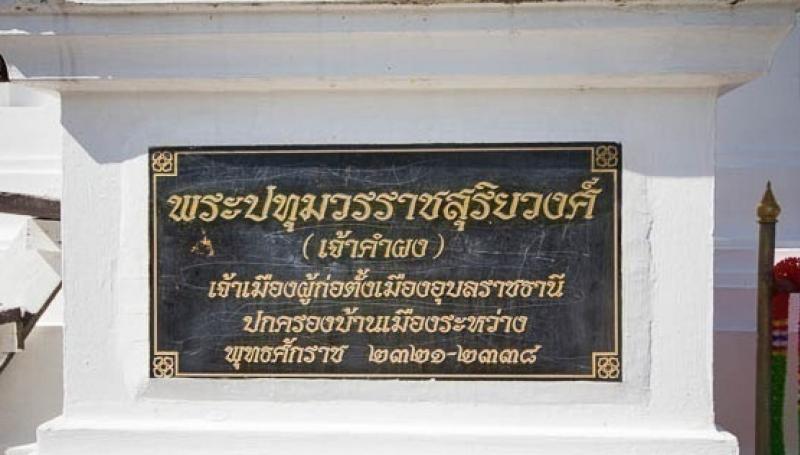 พระปทุมวรราชสุริยวงศ์
(เจ้าคำผง)
เจ้าเมืองผู้ก่อตั้งเมืองอุบลราชธานี
ปกครองบ้านเมืองระหว่าง
พุทธศักราช ๒๓๒๑-๒๓๓๘